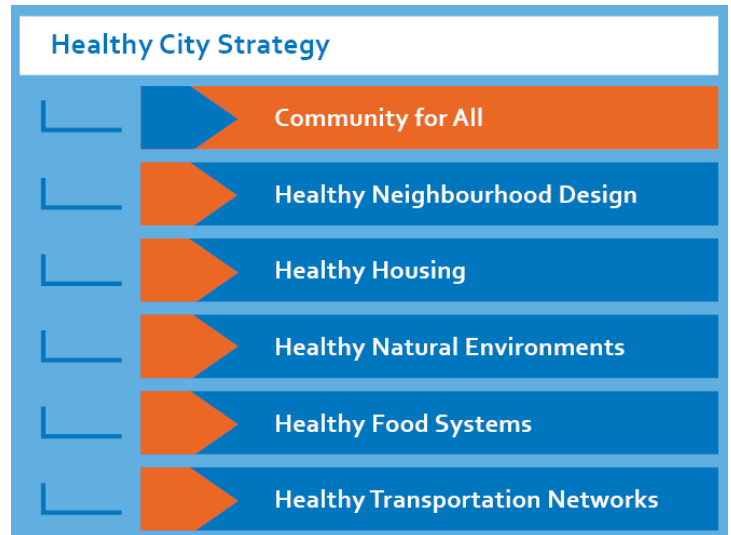 Healthy City Strategy
Community for All
Healthy Neighbourhood Design
Healthy Housing
Healthy Natural Environments
Healthy Food Systems
Healthy Transportation Networks